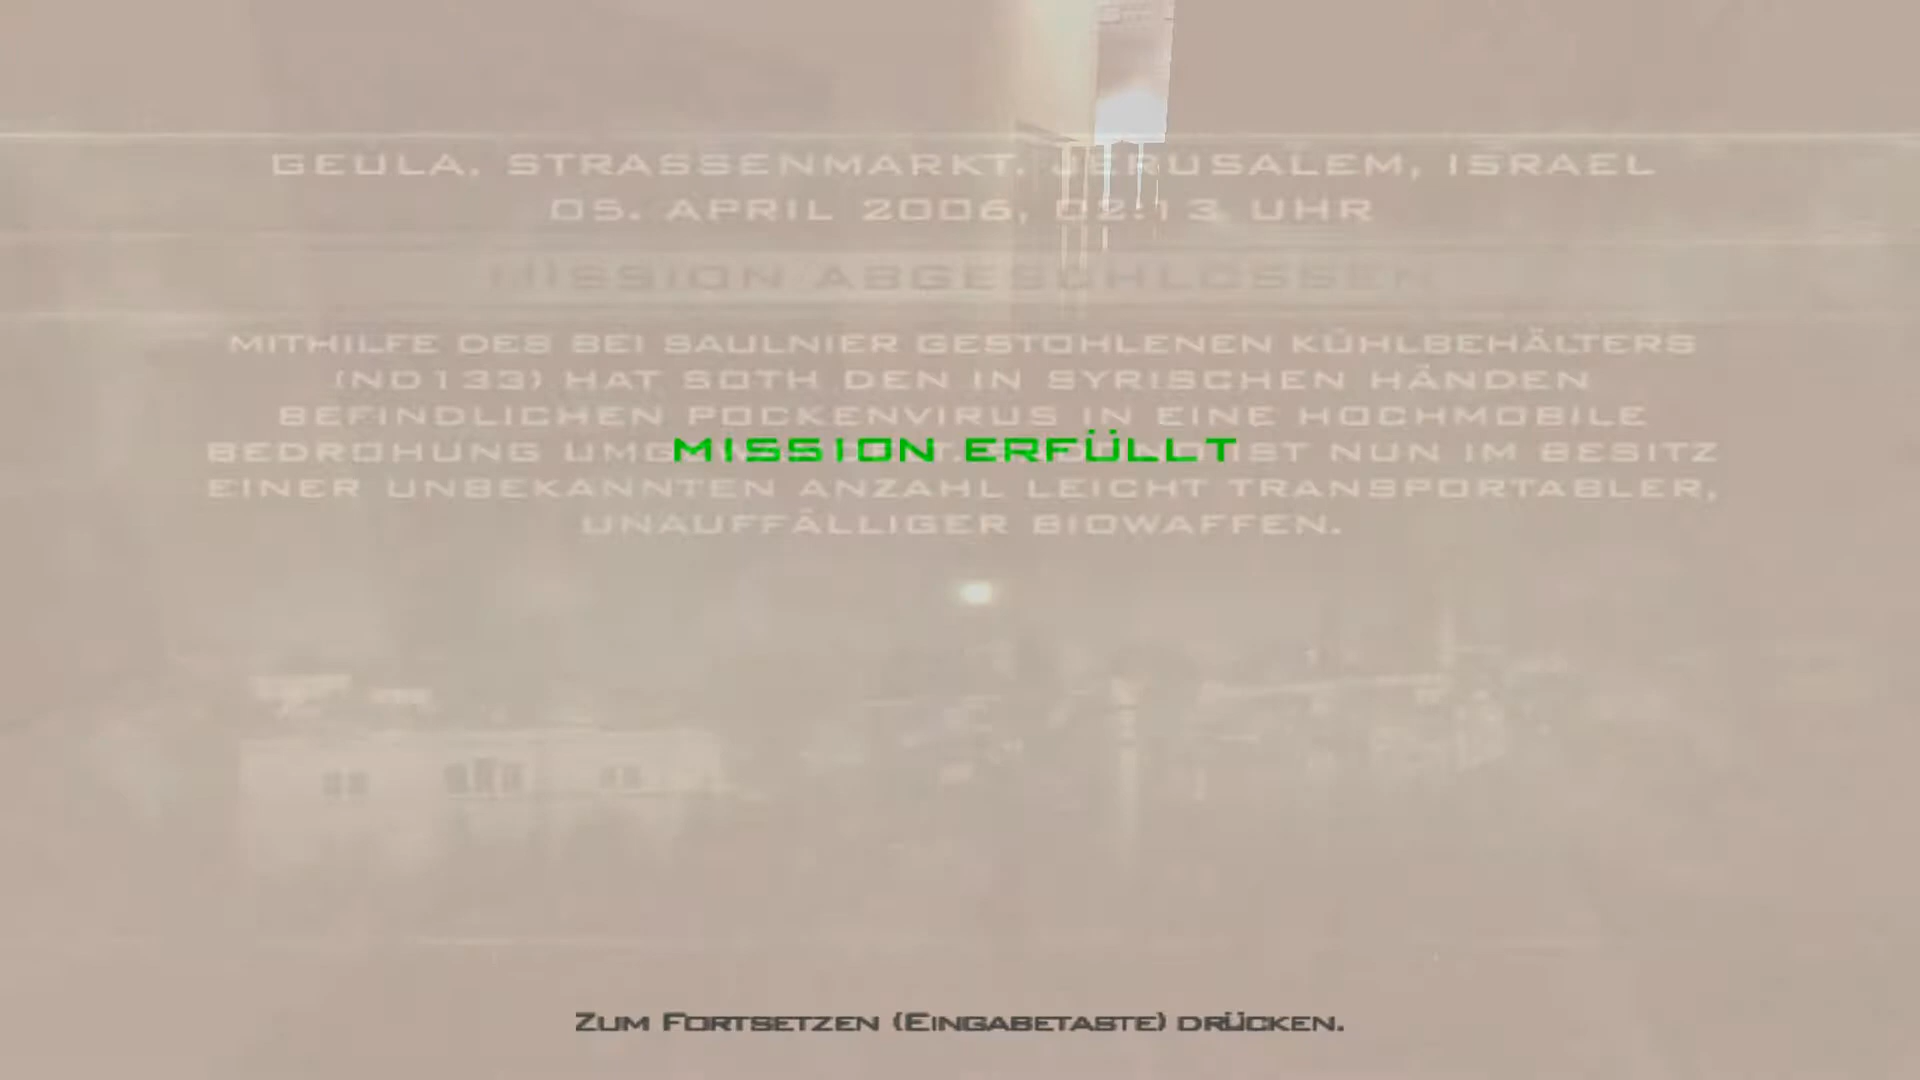 GEULA, STRASSENMARKT. JERUSALEM, ISRAEL
05. APRIL 2006, 02:13 UHR
MISSION ABGESCHLOSSEN
MITHILFE DES BEI SAULNIER GESTOHLENEN KÜHLBEHÄLTERS
(ND133) HAT SOTH DEN IN SYRISCHEN HÄNDEN
BEFINDLICHEN POCKENVIRUS IN EINE HOCHMOBILE
BEDROHUNG IST NUN IM BESITZ
MISSION ERFÜLLT
EINER UNBEKANNTEN ANZAHL LEICHT TRANSPORTABLER,
UNAUFFÄLLIGER BIOWAFFEN.
ZUM FORTSETZEN (EINGABETASTE) DRÜCKEN.